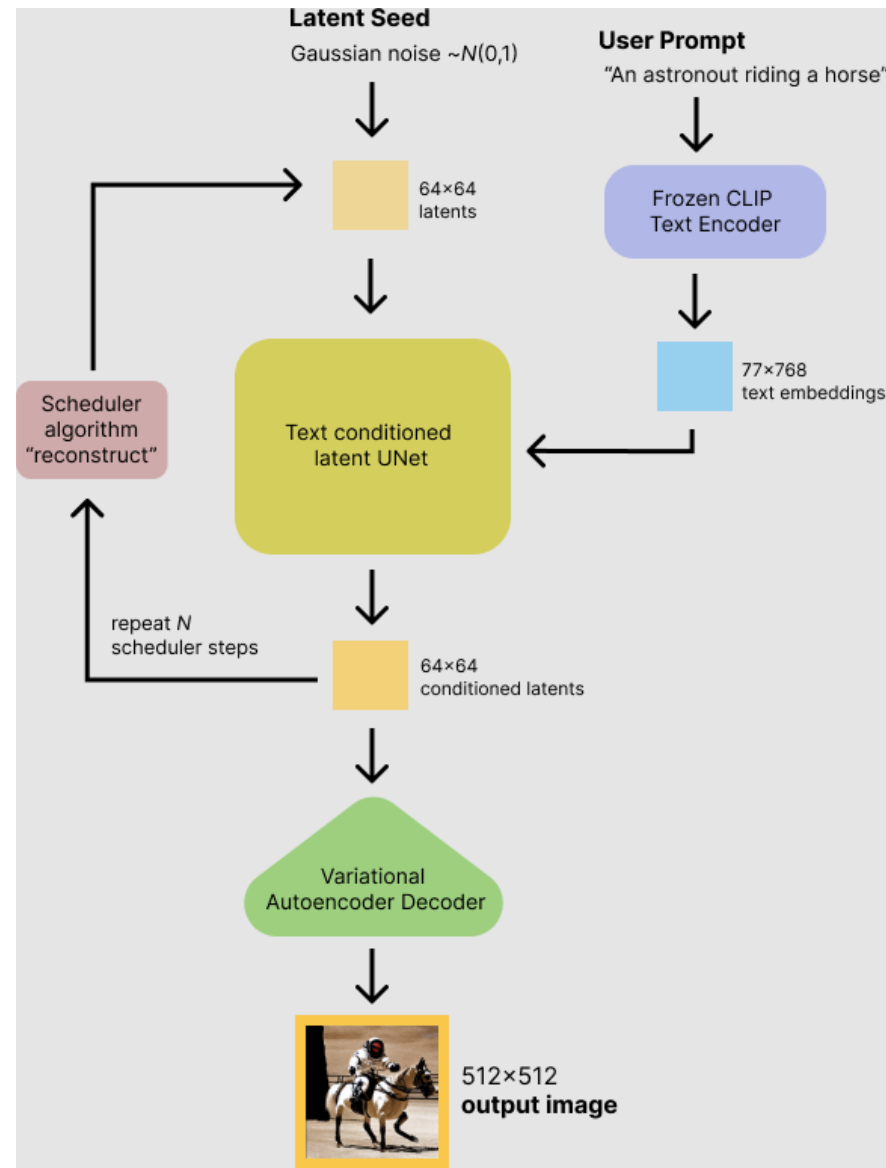 Latent Seed
Gaussian noise ~N(0,1)
User Prompt
“An astronout riding a horse”
64×64
latents
Frozen CLIP
Text Encoder
77×768
text embeddings
Scheduler
algorithm
“reconstruct”
Text conditioned
latent UNet
repeat N
scheduler steps
64×64
conditioned latents
Variational
Autoencoder Decoder
512×512
output image